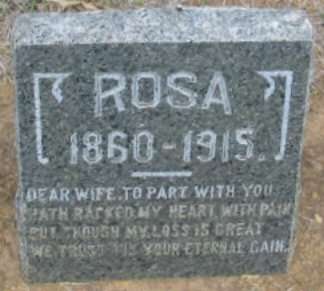 ROSA
1860-1915.
DEAR WIFE, TO PART WITH YOU
HATH RACKED MY HEART WITH PAIN
BUT THOUGH MY LOSS IS GREAT
WE TRUST YOUR ETERNAL GAIN.